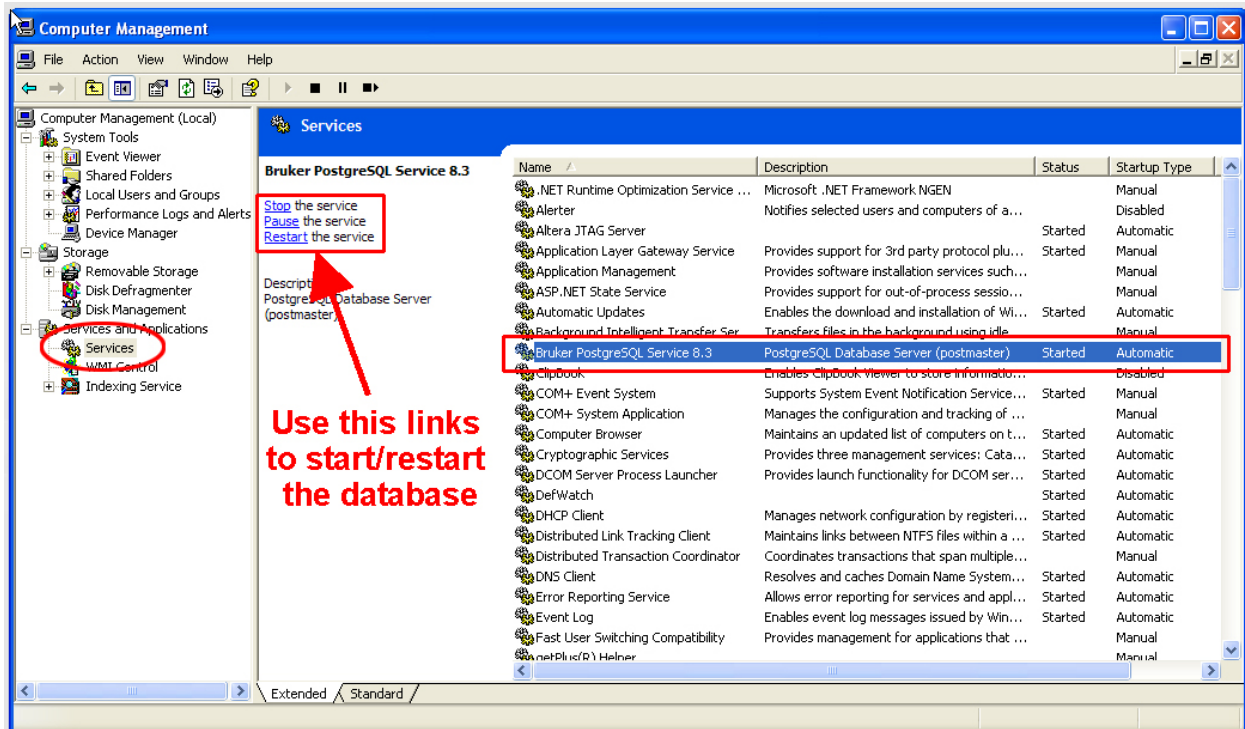 Computer Management
File Action View Window Help
Computer Management (Local)
System Tools
Event Viewer
Shared Folders
Local Users and Groups
Performance Logs and Alerts
Device Manager
Storage
Removable Storage
Disk Defragmenter
Disk Management
Services and Applications
Services
WMI Control
Indexing Service
Services
Bruker PostgreSQL Service 8.3
Stop the service
Pause the service
Restart the service
PostgreSQL Database Server
(postmaster)
Use this links
to start/restart
the database
Name Description Status Startup Type
.NET Runtime Optimization Service ... Microsoft .NET Framework NGEN Manual
Alerter Notifies selected users and computers of a... Disabled
Altera JTAG Server Started Automatic
Application Layer Gateway Service Provides support for 3rd party protocol plu... Started Manual
Application Management Provides software installation services such... Manual
ASP.NET State Service Provides support for out-of-process sessio... Manual
Automatic Updates Enables the download and installation of Wi... Started Automatic
Background Intelligent Transfer Ser... Transfers files in the background using idle ... Manual
Bruker PostgreSQL Service 8.3 PostgreSQL Database Server (postmaster) Started Automatic
ClipBook Enables ClipBook Viewer to store informatio... Disabled
COM+ Event System Supports System Event Notification Service... Started Manual
COM+ System Application Manages the configuration and tracking of ... Manual
Computer Browser Maintains an updated list of computers on t... Started Automatic
Cryptographic Services Provides three management services: Cata... Started Automatic
DCOM Server Process Launcher Provides launch functionality for DCOM ser... Started Automatic
DefWatch Started Automatic
DHCP Client Manages network configuration by registeri... Started Automatic
Distributed Link Tracking Client Maintains links between NTFS files within a ... Started Automatic
Distributed Transaction Coordinator Coordinates transactions that span multiple... Manual
DNS Client Resolves and caches Domain Name System... Started Automatic
Error Reporting Service Allows error reporting for services and appl... Started Automatic
Event Log Enables event log messages issued by Win... Started Automatic
Fast User Switching Compatibility Provides management for applications that ... Manual
getPlus(R) Helper Manual
Extended Standard